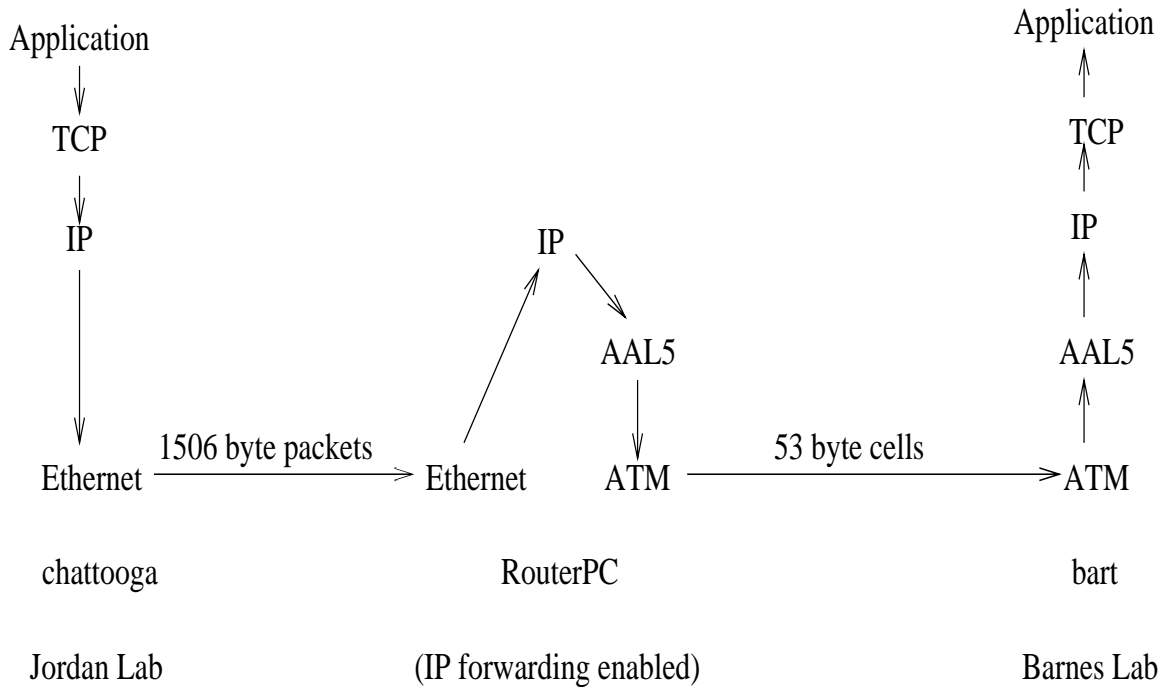 Application
Application
TCP
TCP
IP
IP
IP
AAL5
AAL5
1506 byte packets
53 byte cells
Ethernet
Ethernet
ATM
ATM
chattooga
RouterPC
bart
Jordan Lab
(IP forwarding enabled)
Barnes Lab